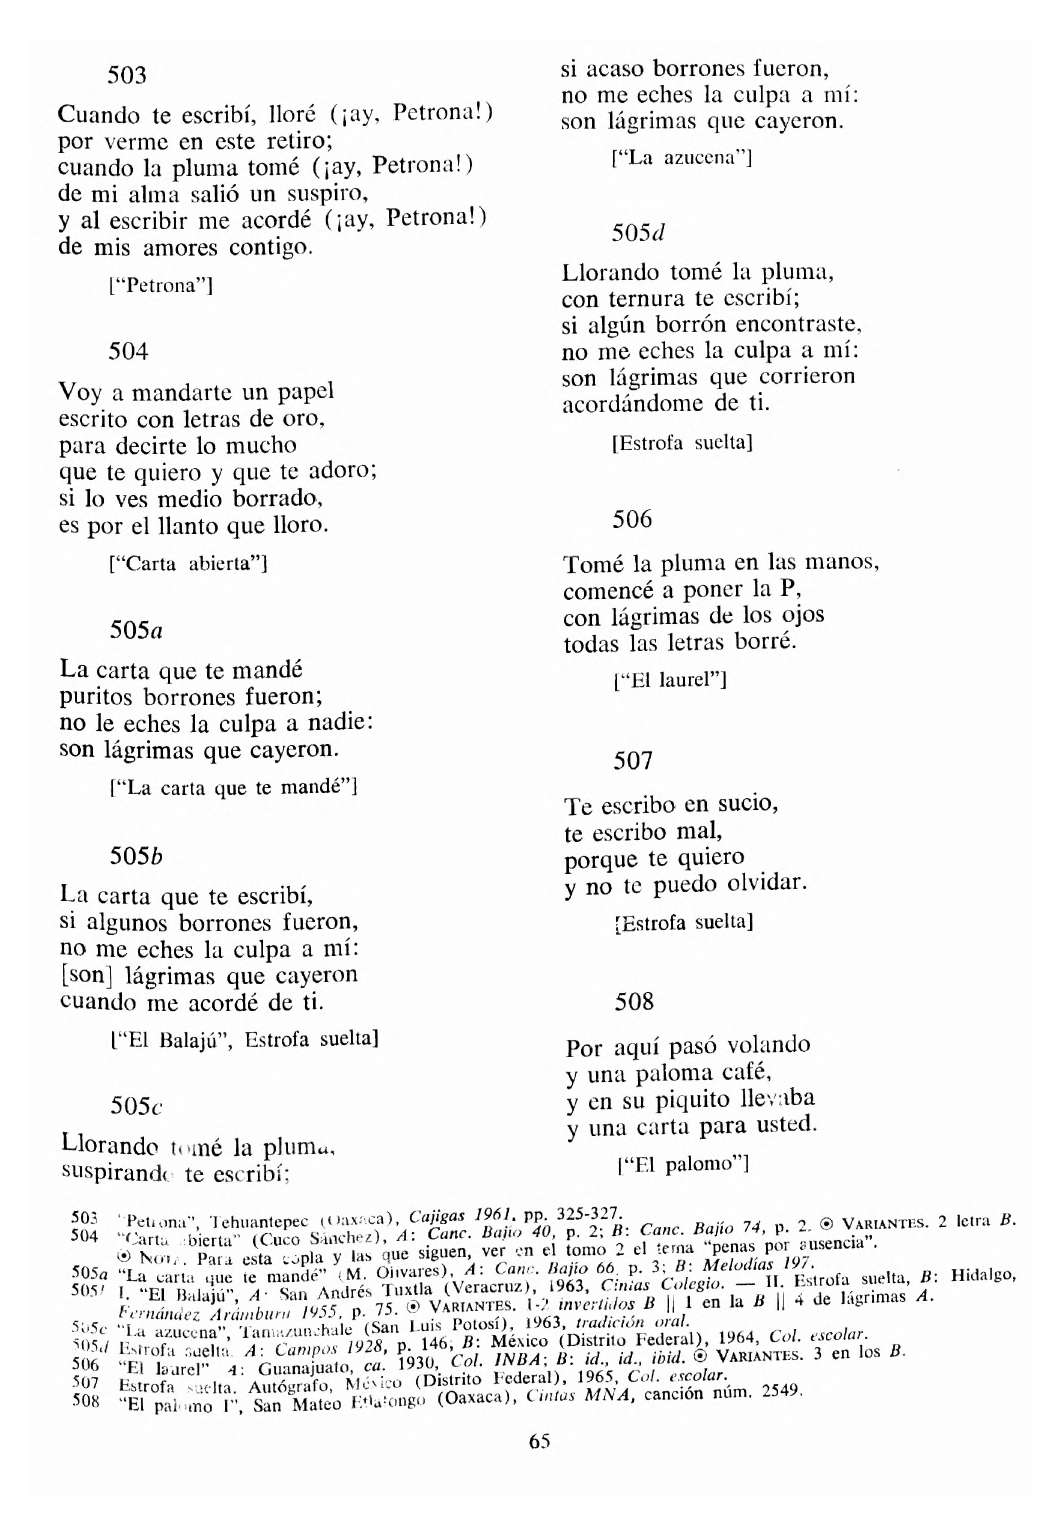 503
Cuando te escribí, lloré (¡ay, Petrona!)
por verme en este retiro;
cuando la pluma tomé (¡ay, Petrona!)
de mi alma salió un suspiro,
y al escribir me acordé (¡ay, Petrona!)
de mis amores contigo.
["Petrona"]
504
Voy a mandarte un papel
escrito con letras de oro,
para decirte lo mucho
que te quiero y que te adoro;
si lo ves medio borrado,
es por el llanto que lloro.
["Carta abierta"]
505a
La carta que te mandé
puritos borrones fueron;
no le eches la culpa a nadie:
son lágrimas que cayeron.
["La carta que te mandé"]
505b
La carta que te escribí,
si algunos borrones fueron,
no me eches la culpa a mí:
[son] lágrimas que cayeron
cuando me acordé de ti.
["El Balajú", Estrofa suelta]
505c
Llorando tomé la pluma,
suspirando te escribí;
si acaso borrones fueron,
no me eches la culpa a mí:
son lágrimas que cayeron.
["La azucena"]
505d
Llorando tomé la pluma,
con ternura te escribí;
si algún borrón encontraste,
no me eches la culpa a mí:
son lágrimas que corrieron
acordándome de ti.
[Estrofa suelta]
506
Tomé la pluma en las manos,
comencé a poner la P,
con lágrimas de los ojos
todas las letras borré.
["El laurel"]
507
Te escribo en sucio,
te escribo mal,
porque te quiero
y no te puedo olvidar.
[Estrofa suelta]
508
Por aquí pasó volando
y una paloma café,
y en su piquito llevaba
y una carta para usted.
["El palomo"]
503 "Petrona", Tehuantepec (Oaxaca), Cajigas 1961, pp. 325-327.
504 "Carta abierta" (Cuco Sánchez), A: Canc. Bajío 40, p. 2; B: Canc. Bajío 74, p. 2. ⊙ VARIANTES. 2 letra B.
⊙ NOTA. Para esta copla y las que siguen, ver en el tomo 2 el tema "penas por ausencia".
505a "La carta que te mandé" (M. Olivares), A: Canc. Bajío 66, p. 3; B: Melodías 197.
505b I. "El Balajú", A: San Andrés Tuxtla (Veracruz), 1963, Cintas Colegio. — II. Estrofa suelta, B: Hidalgo,
Fernández Arámburu 1955, p. 75. ⊙ VARIANTES. 1-2 invertidos B || 1 en la B || 4 de lágrimas A.
505c "La azucena", Tamazunchale (San Luis Potosí), 1963, tradición oral.
505d Estrofa suelta. A: Campos 1928, p. 146; B: México (Distrito Federal), 1964, Col. escolar.
506 "El laurel" A: Guanajuato, ca. 1930, Col. INBA; B: id., id., ibid. ⊙ VARIANTES. 3 en los B.
507 Estrofa suelta. Autógrafo, México (Distrito Federal), 1965, Col. escolar.
508 "El palomo I", San Mateo Etlatongo (Oaxaca), Cintas MNA, canción núm. 2549.
65